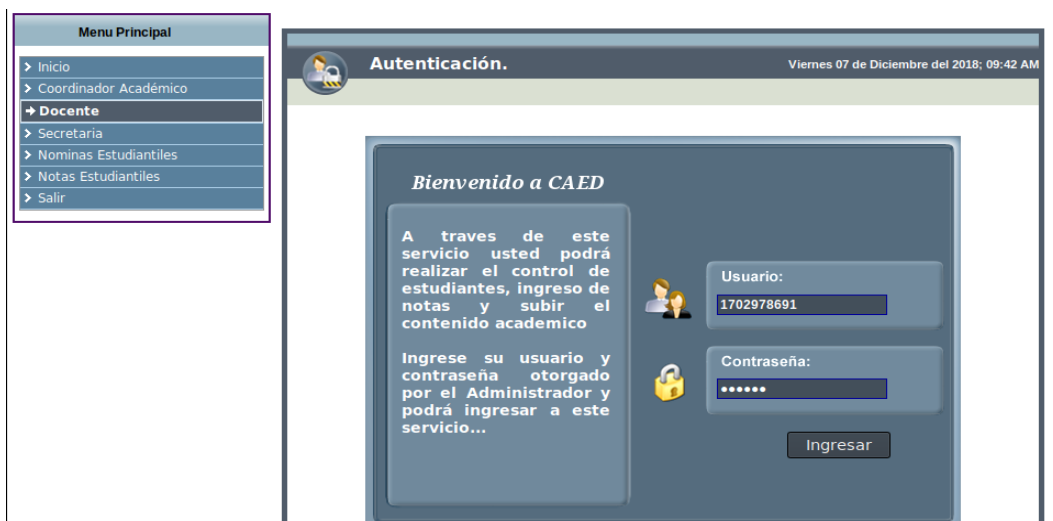 Menu Principal
Inicio
Coordinador Académico
Docente
Secretaria
Nominas Estudiantiles
Notas Estudiantiles
Salir
Autenticación.
Viernes 07 de Diciembre del 2018; 09:42 AM
Bienvenido a CAED
A traves de este
servicio usted podrá
realizar el control de
estudiantes, ingreso de
notas y subir el
contenido academico
Ingrese su usuario y
contraseña otorgado
por el Administrador y
podrá ingresar a este
servicio...
Usuario:
1702978691
Contraseña:
••••••
Ingresar